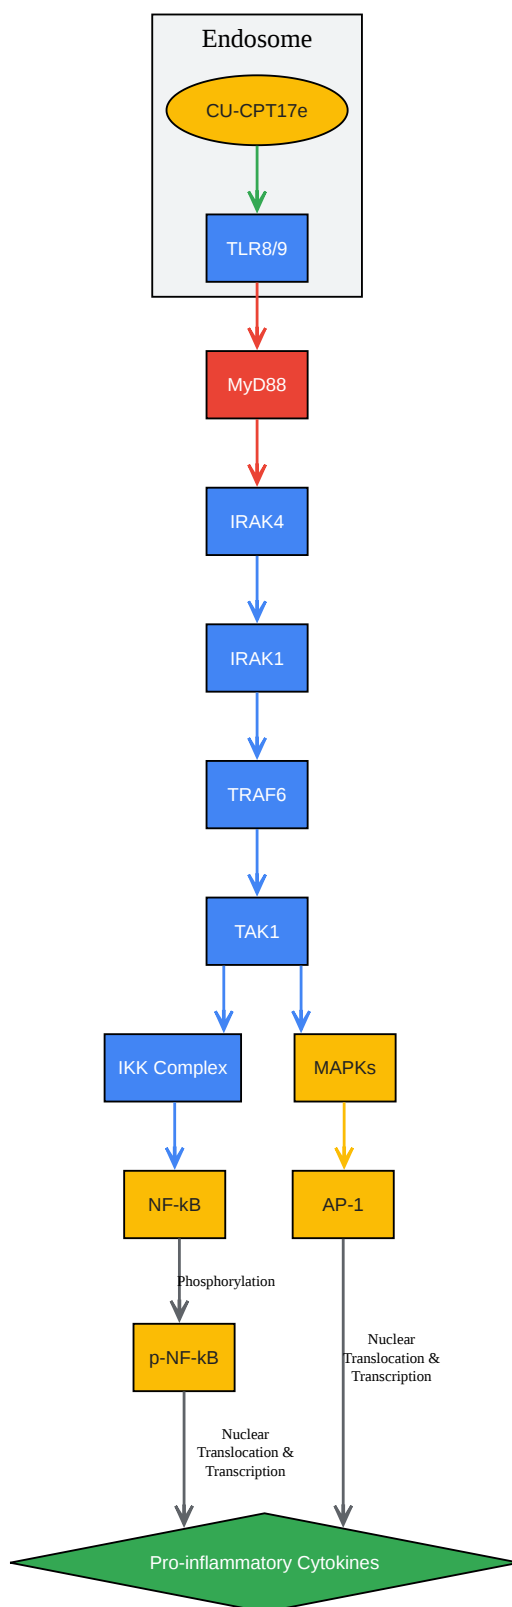 Endosome
CU-CPT17e
TLR8/9
MyD88
IRAK4
IRAK1
TRAF6
TAK1
IKK Complex
MAPKs
NF-kB
AP-1
Phosphorylation
p-NF-kB
Nuclear
Translocation &
Transcription
Nuclear
Translocation &
Transcription
Pro-inflammatory Cytokines